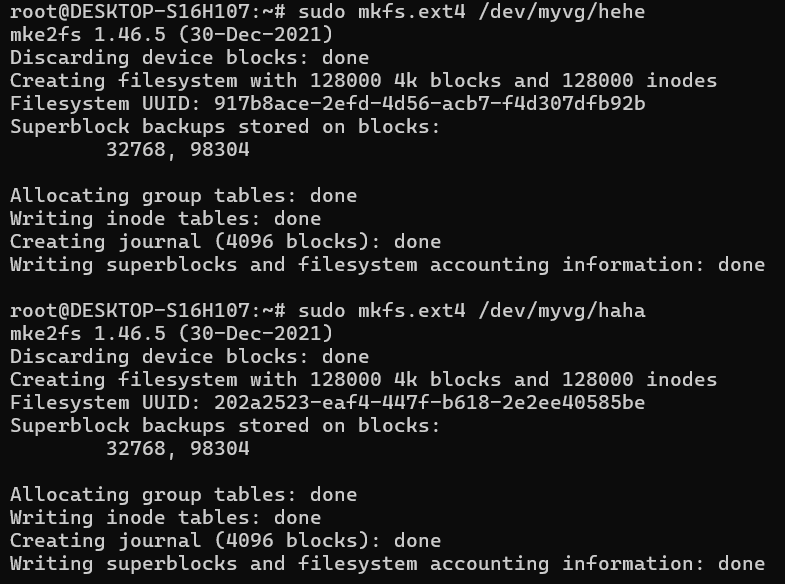 root@DESKTOP-S16H107:~# sudo mkfs.ext4 /dev/myvg/hehe
mke2fs 1.46.5 (30-Dec-2021)
Discarding device blocks: done
Creating filesystem with 128000 4k blocks and 128000 inodes
Filesystem UUID: 917b8ace-2efd-4d56-acb7-f4d307dfb92b
Superblock backups stored on blocks:
        32768, 98304

Allocating group tables: done
Writing inode tables: done
Creating journal (4096 blocks): done
Writing superblocks and filesystem accounting information: done

root@DESKTOP-S16H107:~# sudo mkfs.ext4 /dev/myvg/haha
mke2fs 1.46.5 (30-Dec-2021)
Discarding device blocks: done
Creating filesystem with 128000 4k blocks and 128000 inodes
Filesystem UUID: 202a2523-eaf4-447f-b618-2e2ee40585be
Superblock backups stored on blocks:
        32768, 98304

Allocating group tables: done
Writing inode tables: done
Creating journal (4096 blocks): done
Writing superblocks and filesystem accounting information: done